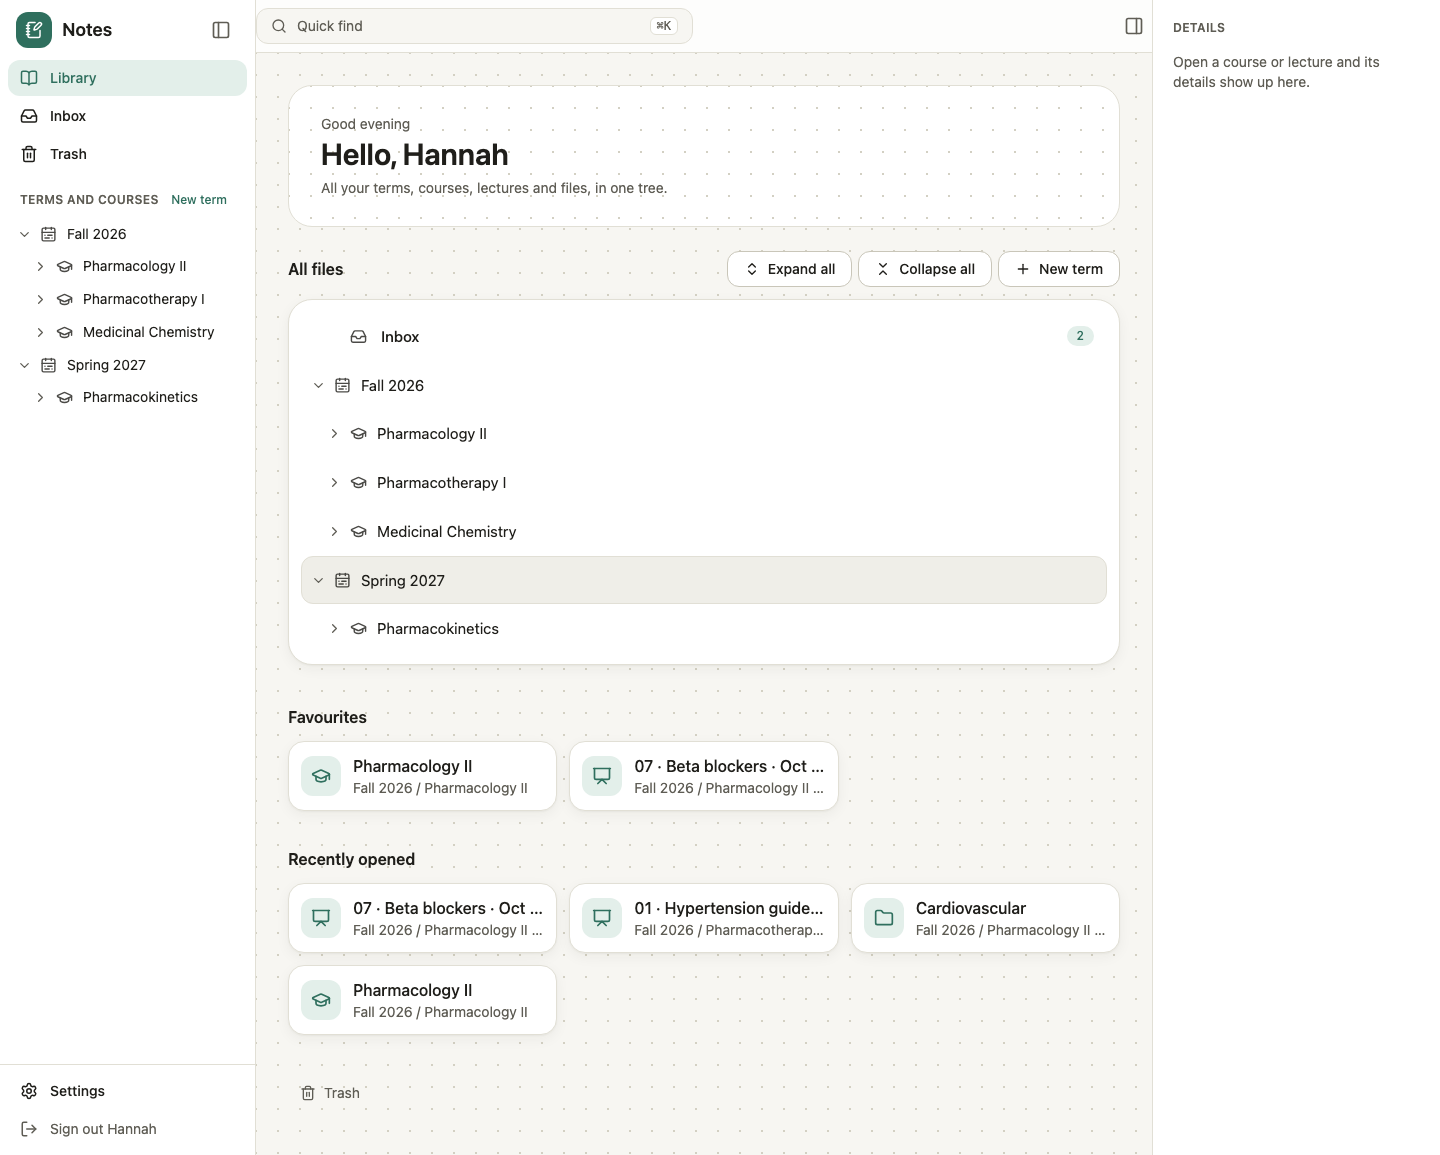 Notes
Library
Inbox
Trash
TERMS AND COURSES New term
Fall 2026
Pharmacology II
Pharmacotherapy I
Medicinal Chemistry
Spring 2027
Pharmacokinetics
Settings
Sign out Hannah
Quick find ⌘K
Good evening
Hello, Hannah
All your terms, courses, lectures and files, in one tree.
All files
Expand all
Collapse all
New term
Inbox 2
Fall 2026
Pharmacology II
Pharmacotherapy I
Medicinal Chemistry
Spring 2027
Pharmacokinetics
Favourites
Pharmacology II
Fall 2026 / Pharmacology II
07 · Beta blockers · Oct ...
Fall 2026 / Pharmacology II ...
Recently opened
07 · Beta blockers · Oct ...
Fall 2026 / Pharmacology II ...
01 · Hypertension guide...
Fall 2026 / Pharmacotherap...
Cardiovascular
Fall 2026 / Pharmacology II ...
Pharmacology II
Fall 2026 / Pharmacology II
Trash
DETAILS
Open a course or lecture and its
details show up here.